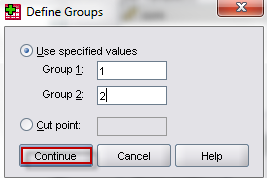 Define Groups
Use specified values
Group 1: 1
Group 2: 2
Cut point:
Continue Cancel Help